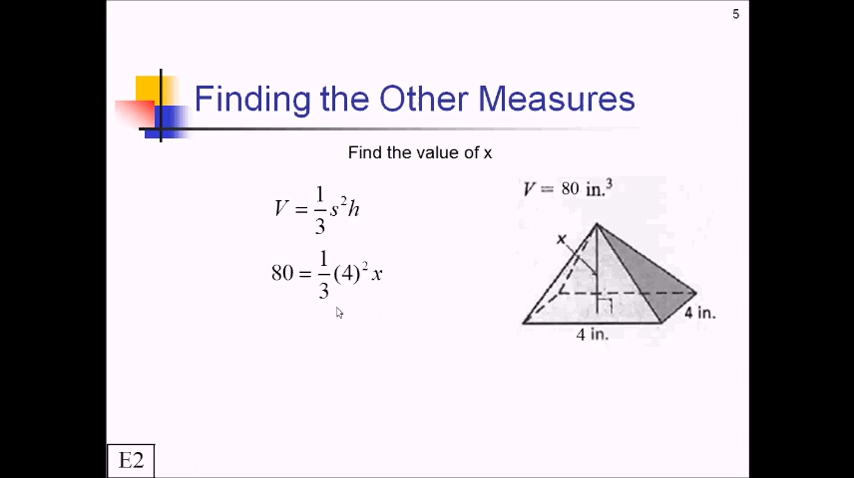 5
Finding the Other Measures
Find the value of x
V = 1/3 s²h
80 = 1/3 (4)² x
V = 80 in.³
x
4 in.
4 in.
E2